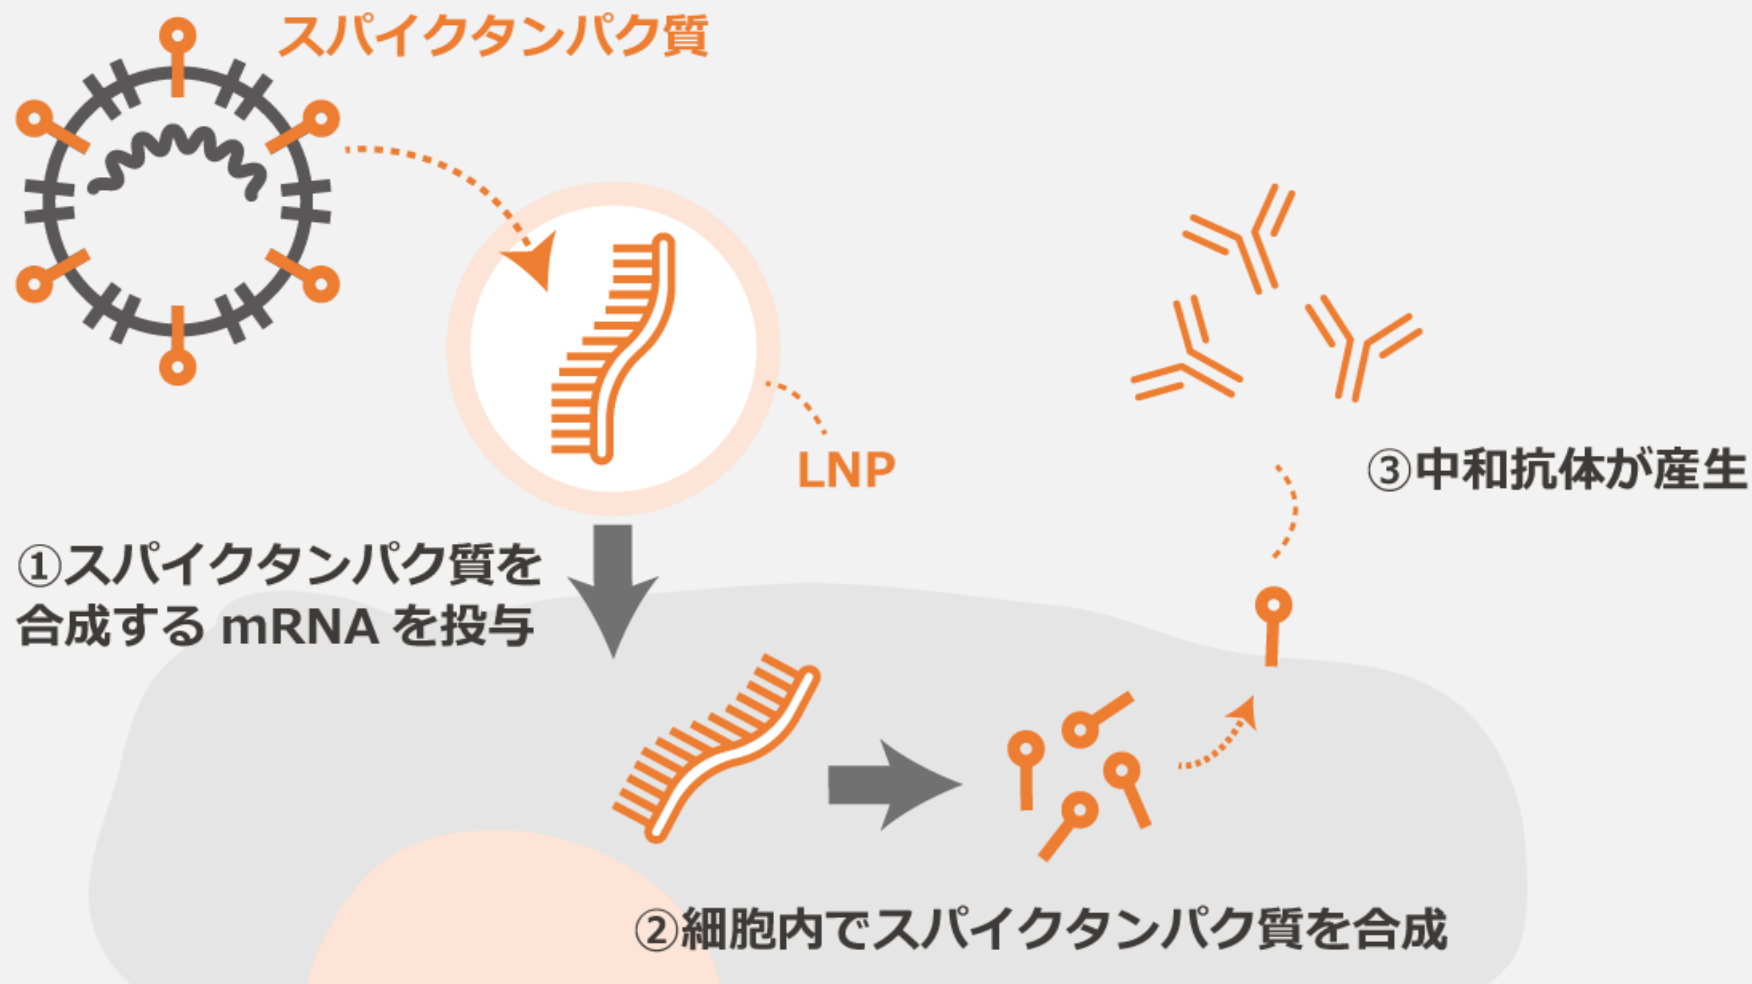 スパイクタンパク質
LNP
①スパイクタンパク質を
合成する mRNA を投与
③中和抗体が産生
②細胞内でスパイクタンパク質を合成